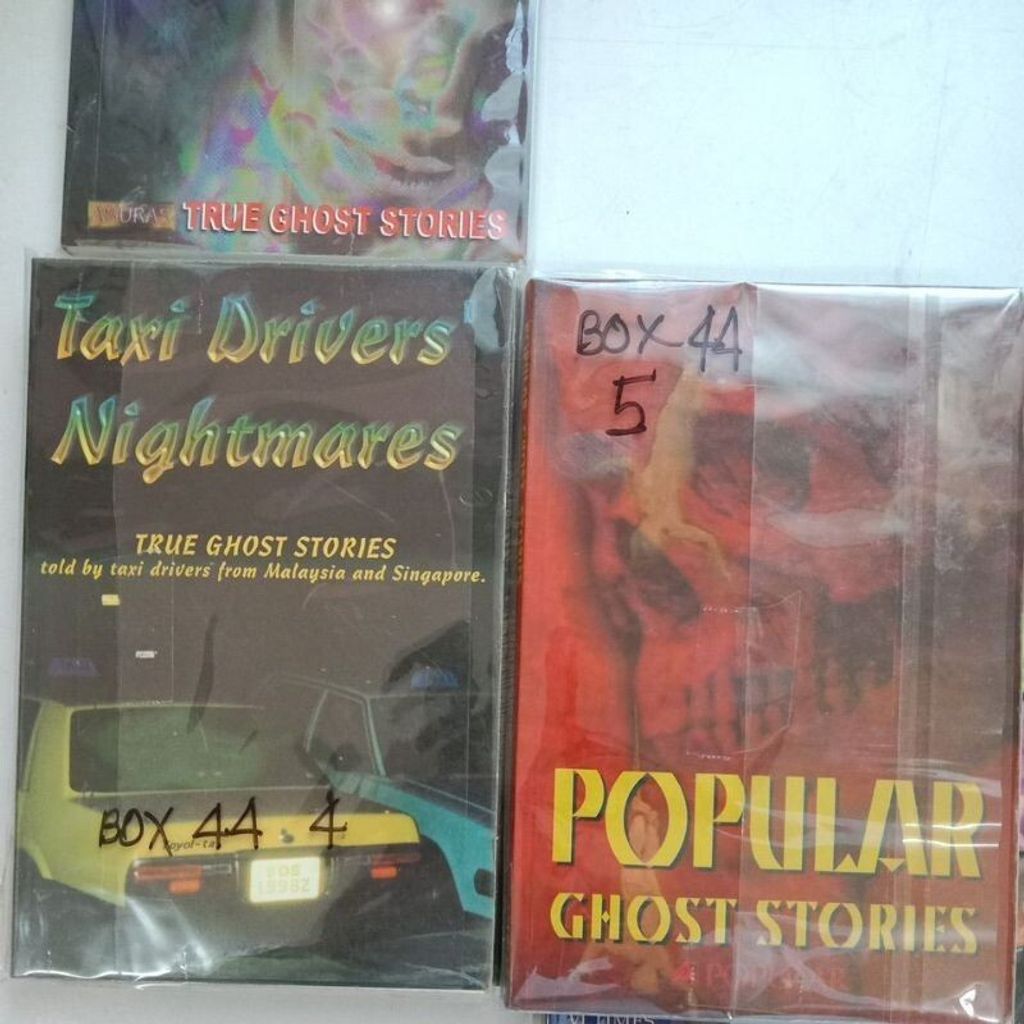 TRUE GHOST STORIES
Taxi Drivers'
Nightmares
TRUE GHOST STORIES
told by taxi drivers from Malaysia and Singapore.
BOX 44 4
BOX 44
5
POPULAR
GHOST STORIES